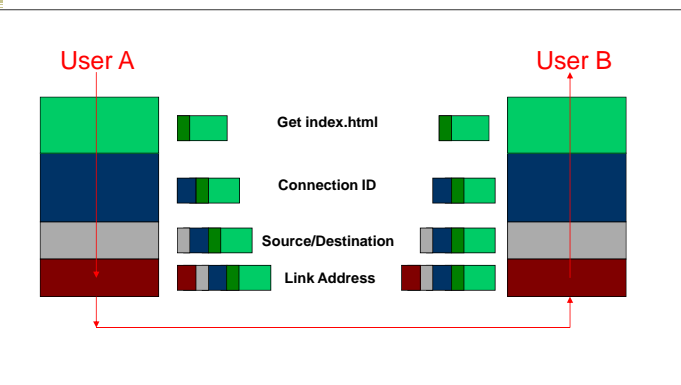 User A
User B
Get index.html
Connection ID
Source/Destination
Link Address